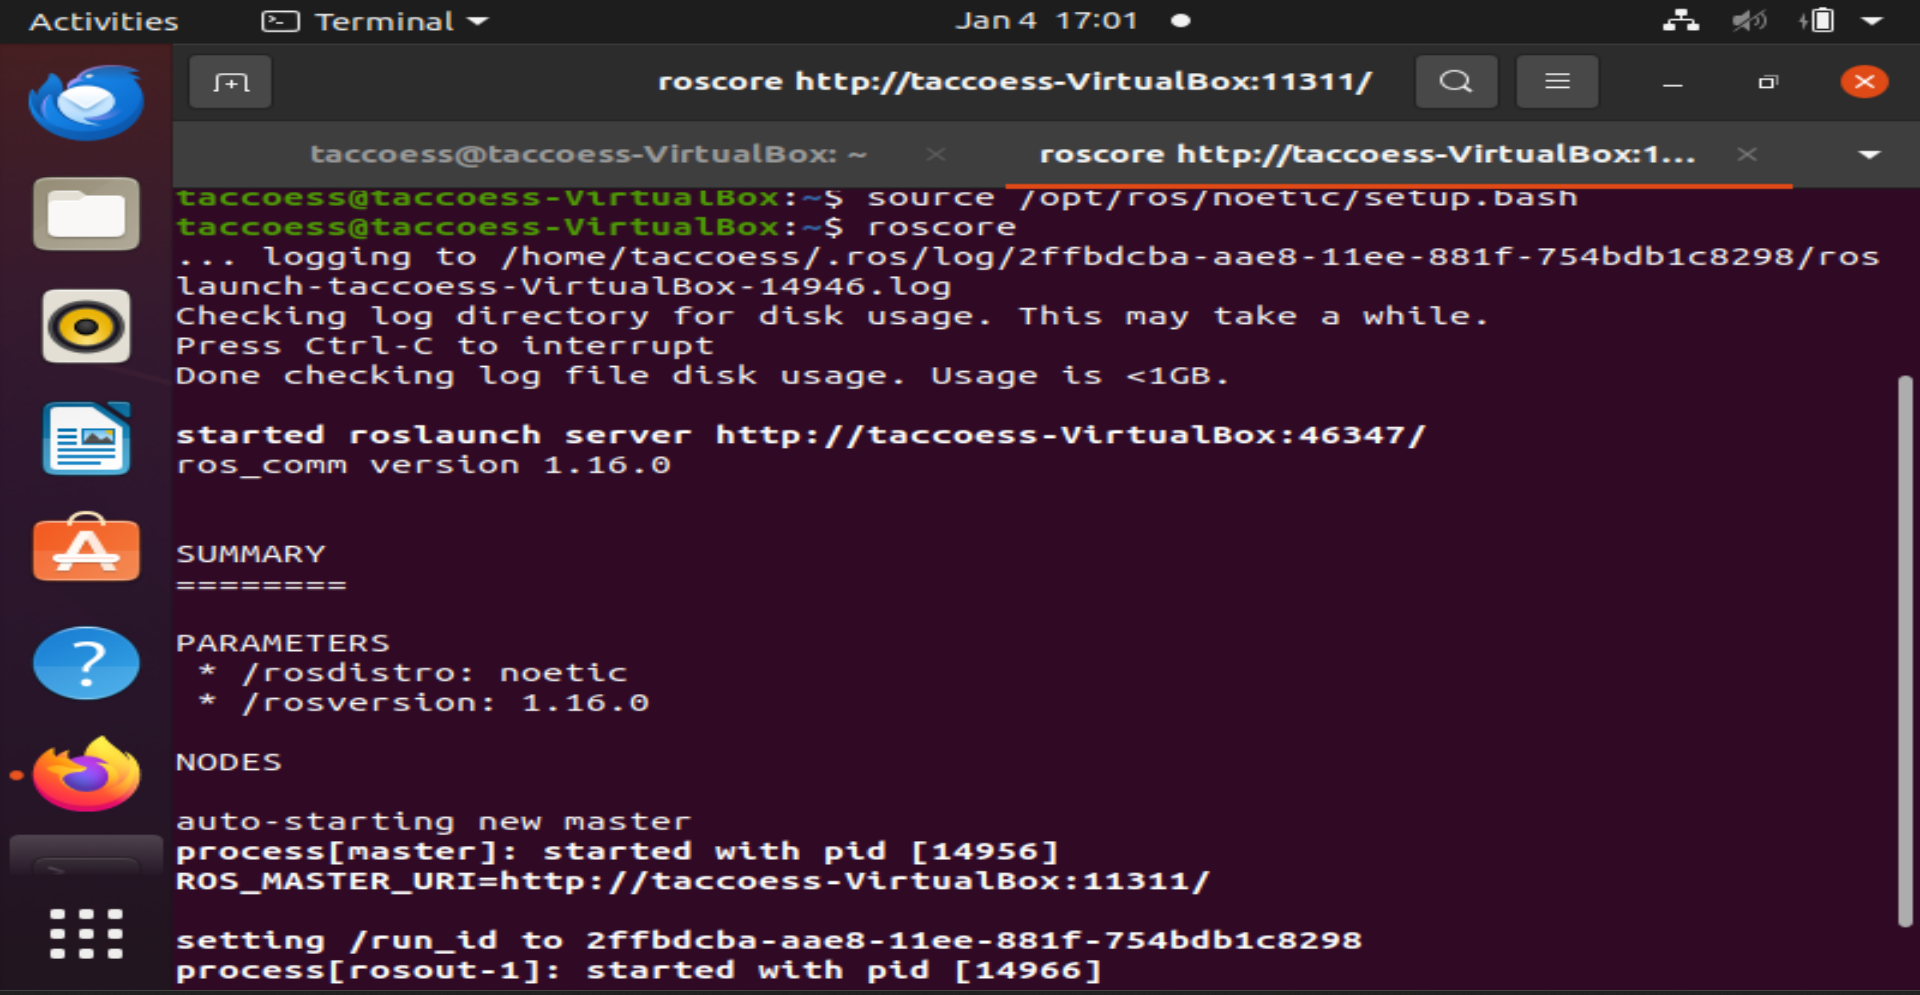 Activities Terminal Jan 4 17:01
roscore http://taccoess-VirtualBox:11311/
taccoess@taccoess-VirtualBox: ~ roscore http://taccoess-VirtualBox:1...
taccoess@taccoess-VirtualBox:~$ source /opt/ros/noetic/setup.bash
taccoess@taccoess-VirtualBox:~$ roscore
... logging to /home/taccoess/.ros/log/2ffbdcba-aae8-11ee-881f-754bdb1c8298/ros
launch-taccoess-VirtualBox-14946.log
Checking log directory for disk usage. This may take a while.
Press Ctrl-C to interrupt
Done checking log file disk usage. Usage is <1GB.
started roslaunch server http://taccoess-VirtualBox:46347/
ros_comm version 1.16.0
SUMMARY
========
PARAMETERS
* /rosdistro: noetic
* /rosversion: 1.16.0
NODES
auto-starting new master
process[master]: started with pid [14956]
ROS_MASTER_URI=http://taccoess-VirtualBox:11311/
setting /run_id to 2ffbdcba-aae8-11ee-881f-754bdb1c8298
process[rosout-1]: started with pid [14966]